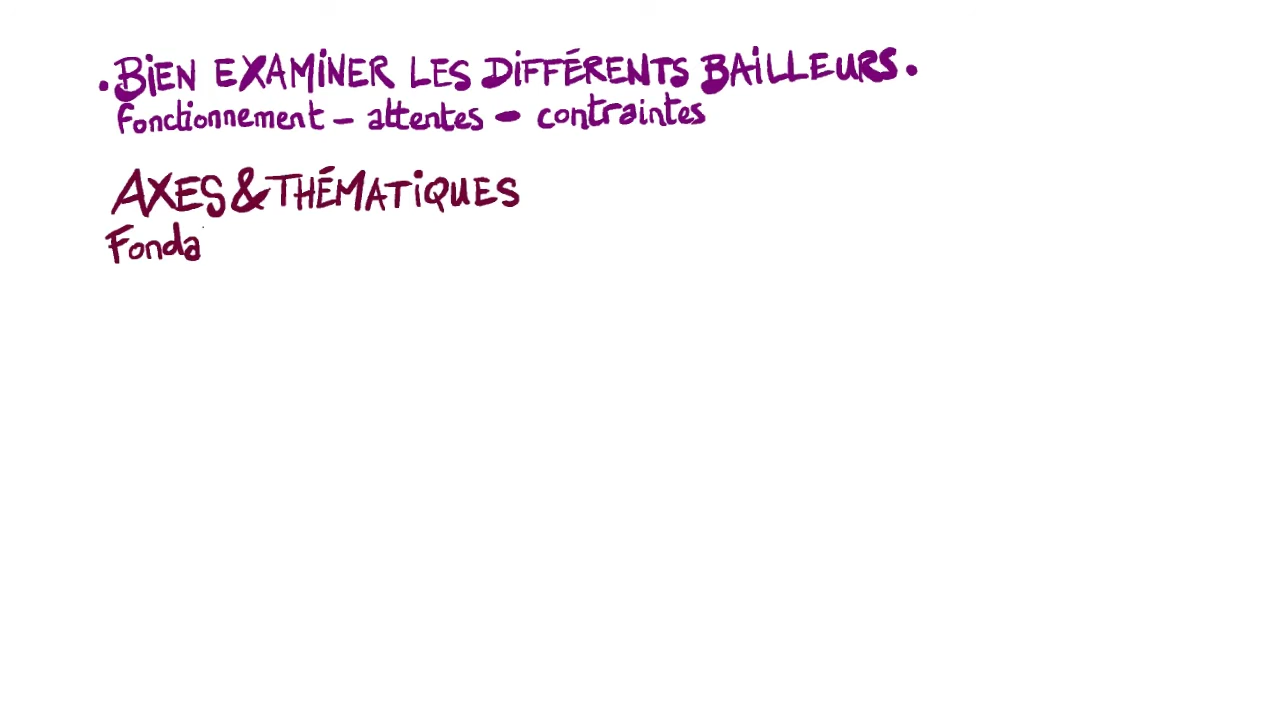 . BiEN EXAMiNER LES DiFFÉRENTS BAiLLEURS.
fonctionnement - attentes - contraintes
AXES & THÉMATiQUES
Fonda